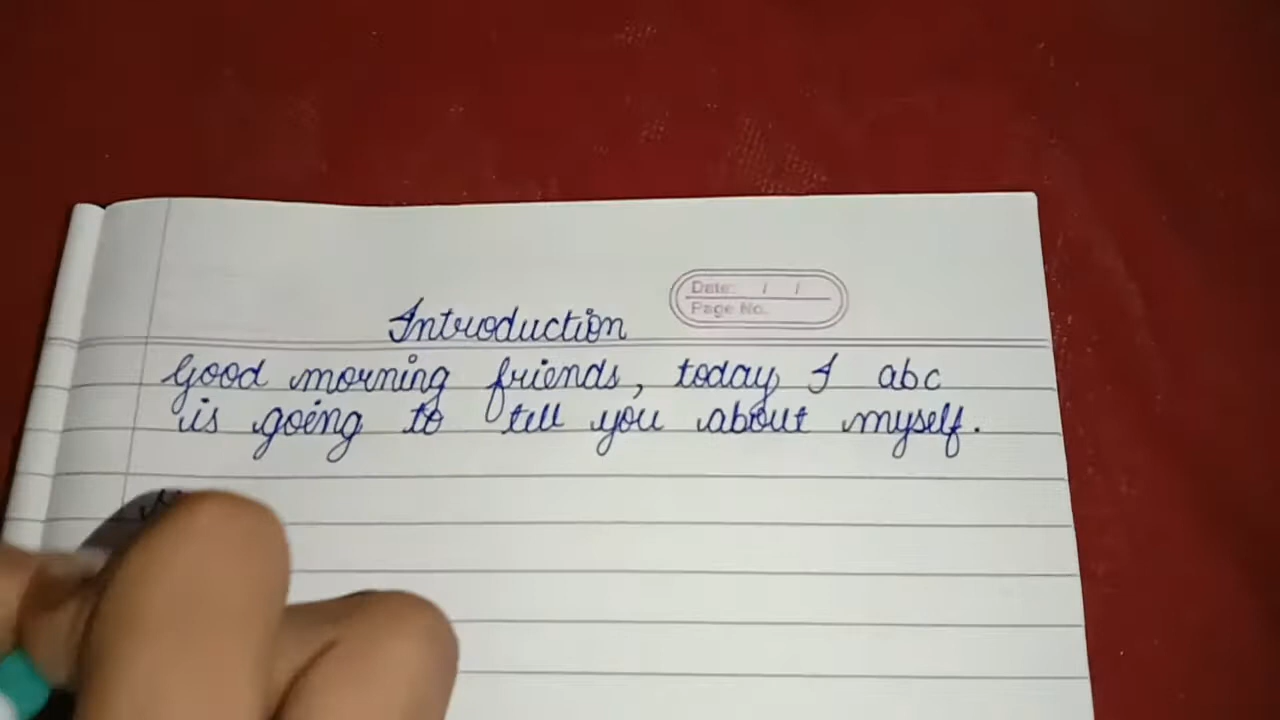 Date: / /
Page No.
Introduction
Good morning friends, today I abc
is going to tell you about myself.